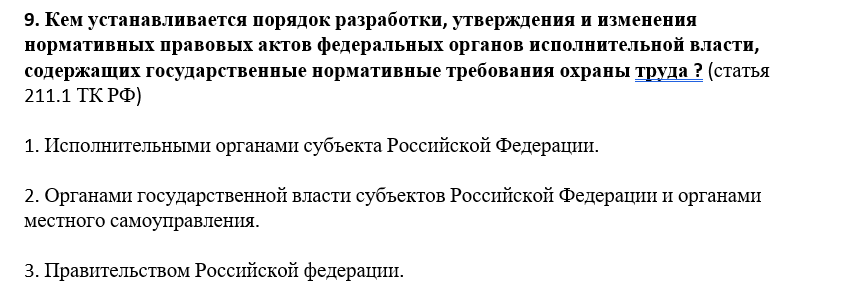 9. Кем устанавливается порядок разработки, утверждения и изменения
нормативных правовых актов федеральных органов исполнительной власти,
содержащих государственные нормативные требования охраны труда ? (статья
211.1 ТК РФ)
1. Исполнительными органами субъекта Российской Федерации.
2. Органами государственной власти субъектов Российской Федерации и органами
местного самоуправления.
3. Правительством Российской федерации.